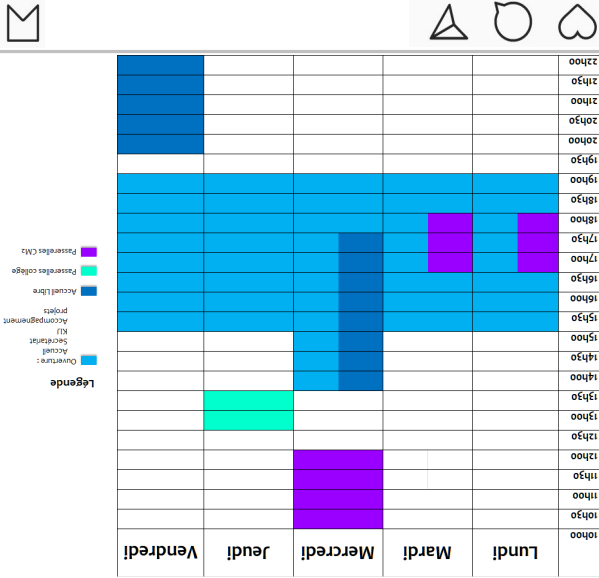 Lundi Mardi Mercredi Jeudi Vendredi
10h00
10h30
11h00
11h30
12h00
12h30
13h00
13h30
14h00
14h30
15h00
15h30
16h00
16h30
17h00
17h30
18h00
18h30
19h00
19h30
20h00
20h30
21h00
21h30
22h00
Légende
Ouverture :
Accueil
Secrétariat
KU
Accompagnement
projets
Accueil Libre
Passerelles collège
Passerelles CM2